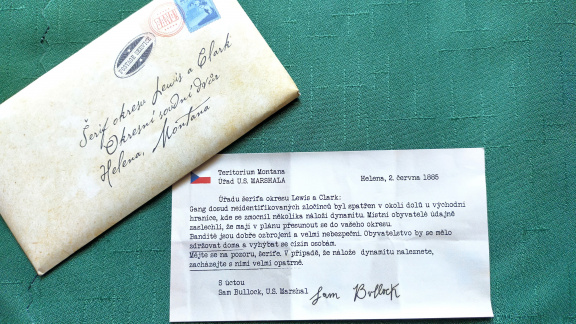 Šerif okresu Lewis a Clark
Okresní soudní dvůr
Helena, Montana
Teritorium Montana
Úřad U.S. MARSHALA
Helena, 2. června 1885
Úřadu šerifa okresu Lewis a Clark:
Gang dosud neidentifikovaných zločinců byl spatřen v okolí dolů u východní
hranice, kde se zmocnil několika náloží dynamitu. Místní obyvatelé údajně
zaslechli, že mají v plánu přesunout se do vašeho okresu.
Bandité jsou dobře ozbrojeni a velmi nebezpeční. Obyvatelstvo by se mělo
zdržovat doma a vyhýbat se cizím osobám.
Mějte se na pozoru, šerife. V případě, že nálože dynamitu naleznete,
zacházejte s nimi velmi opatrně.
S úctou
Sam Bullock, U.S. Marshal
Sam Bullock